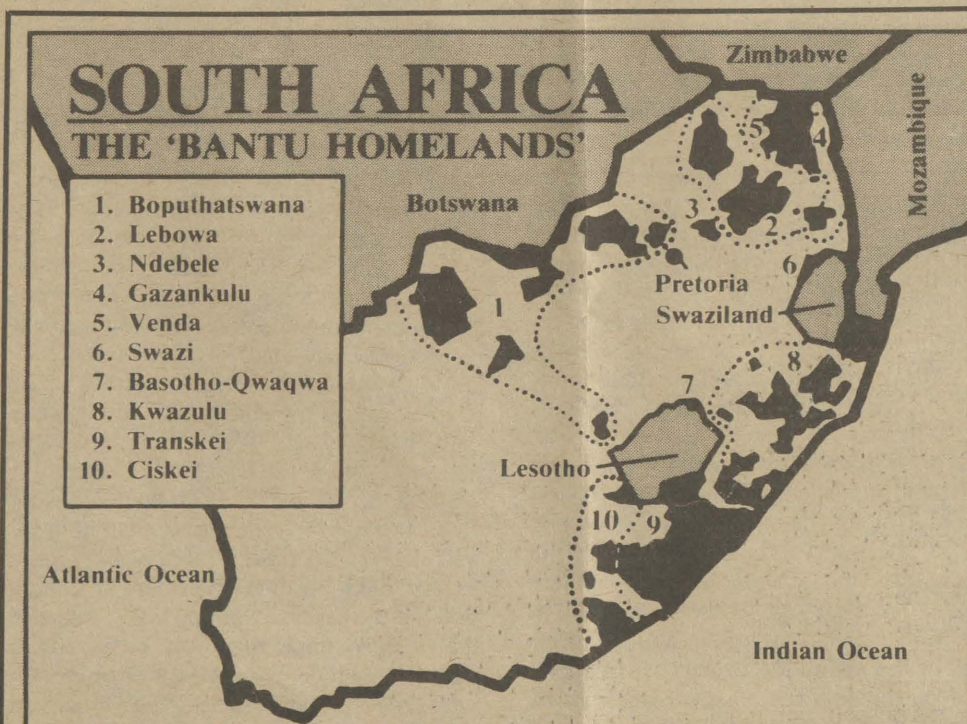 SOUTH AFRICA
THE 'BANTU HOMELANDS'
1. Boputhatswana
2. Lebowa
3. Ndebele
4. Gazankulu
5. Venda
6. Swazi
7. Basotho-Qwaqwa
8. Kwazulu
9. Transkei
10. Ciskei
Zimbabwe
Mozambique
Botswana
5
4
3
2
Pretoria
6
Swaziland
1
8
7
Lesotho
10
9
Atlantic Ocean
Indian Ocean